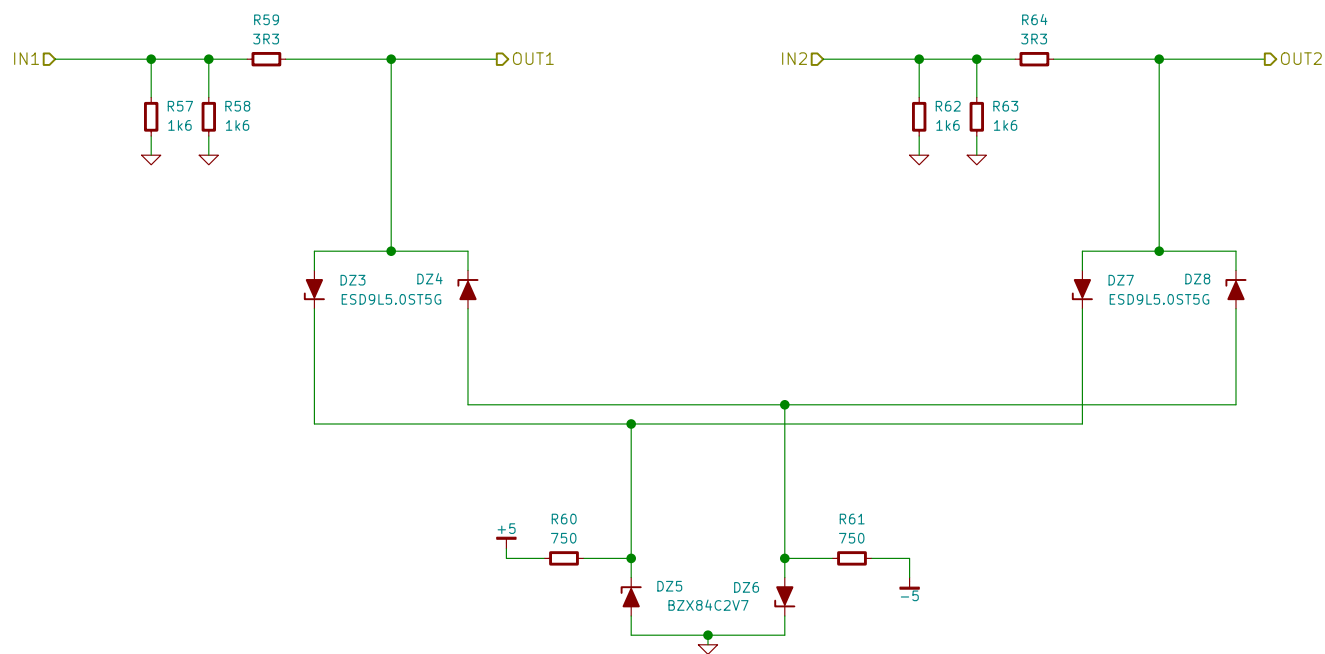 R59
3R3
R64
3R3
IN1
OUT1
IN2
OUT2
R57
1k6
R58
1k6
R62
1k6
R63
1k6
DZ3
DZ4
ESD9L5.0ST5G
DZ7
DZ8
ESD9L5.0ST5G
+5
R60
750
R61
750
DZ5
DZ6
BZX84C2V7
-5